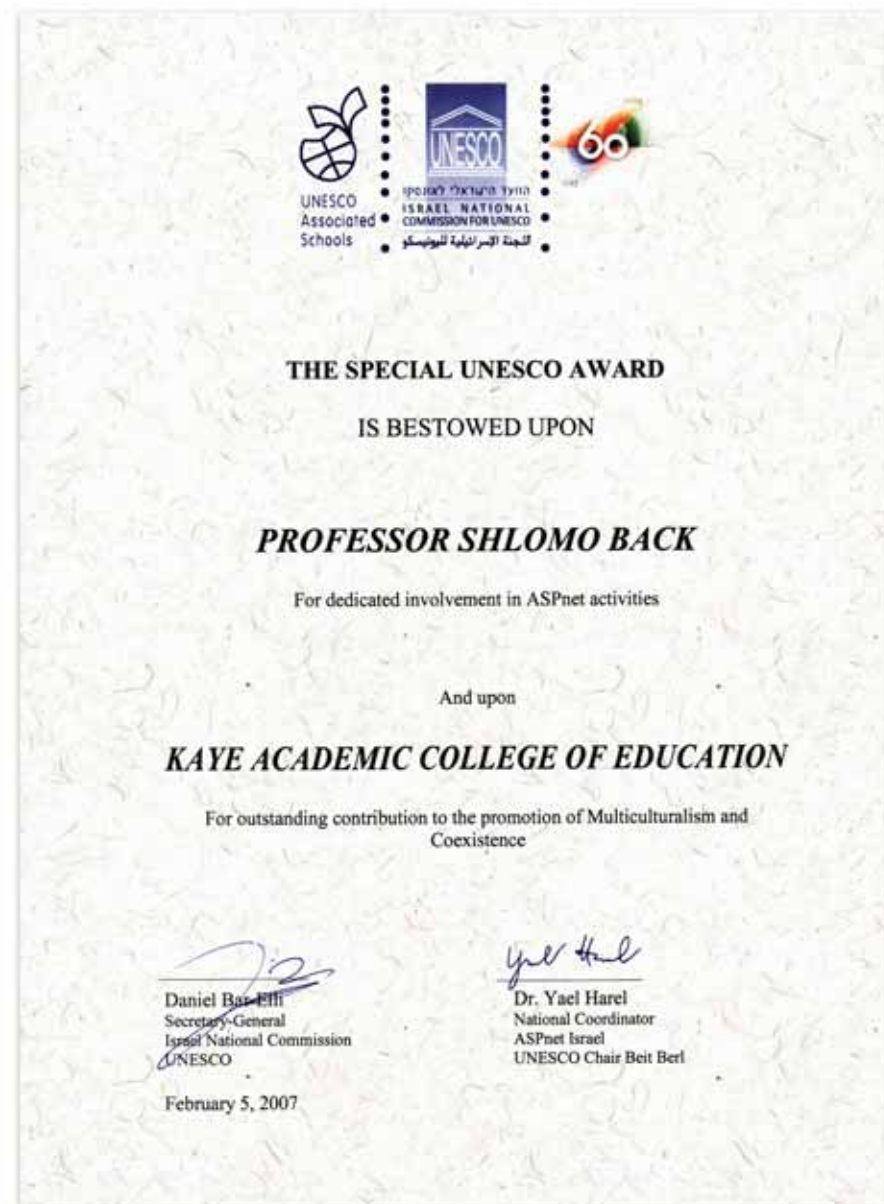 UNESCO
Associated
Schools
UNESCO
הוועד הישראלי לאונסקו
ISRAEL NATIONAL
COMMISSION FOR UNESCO
اللجنة الإسرائيلية لليونيسكو
60
THE SPECIAL UNESCO AWARD
IS BESTOWED UPON
PROFESSOR SHLOMO BACK
For dedicated involvement in ASPnet activities
And upon
KAYE ACADEMIC COLLEGE OF EDUCATION
For outstanding contribution to the promotion of Multiculturalism and
Coexistence
Daniel Bar-Elli
Secretary-General
Israel National Commission
UNESCO
February 5, 2007
Yael Harel
Dr. Yael Harel
National Coordinator
ASPnet Israel
UNESCO Chair Beit Berl